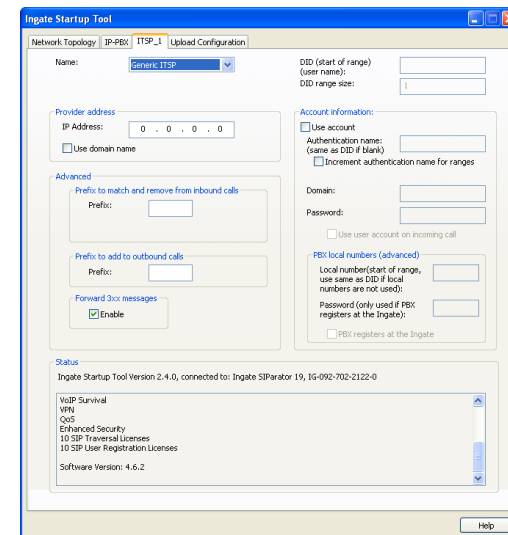 Ingate Startup Tool
Network Topology IP-PBX ITSP_1 Upload Configuration
Name: Generic ITSP
DID (start of range)
(user name):
DID range size: 1
Provider address
IP Address: 0 . 0 . 0 . 0
Use domain name
Account information:
Use account
Authentication name:
(same as DID if blank)
Increment authentication name for ranges
Domain:
Password:
Use user account on incoming call
Advanced
Prefix to match and remove from inbound calls
Prefix:
Prefix to add to outbound calls
Prefix:
Forward 3xx messages
Enable
PBX local numbers (advanced)
Local number(start of range,
use same as DID if local
numbers are not used):
Password (only used if PBX
registers at the Ingate):
PBX registers at the Ingate
Status
Ingate Startup Tool Version 2.4.0, connected to: Ingate SIParator 19, IG-092-702-2122-0
VoIP Survival
VPN
QoS
Enhanced Security
10 SIP Traversal Licenses
10 SIP User Registration Licenses
Software Version: 4.6.2
Help